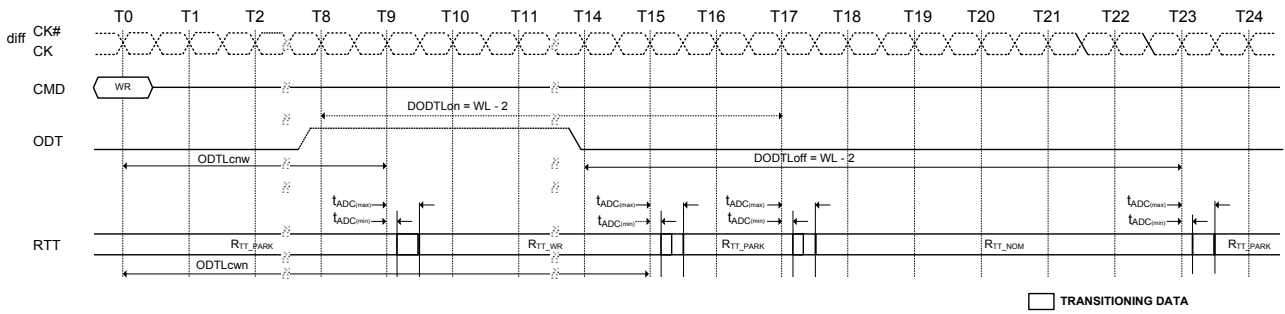 T0 T1 T2 T8 T9 T10 T11 T14 T15 T16 T17 T18 T19 T20 T21 T22 T23 T24
diff CK#
CK
CMD WR
DODTLon = WL - 2
ODT
ODTLcnw DODTLoff = WL - 2
tADC(max) tADC(max) tADC(max) tADC(max)
tADC(min) tADC(min) tADC(min) tADC(min)
RTT RTT_PARK RTT_WR RTT_PARK RTT_NOM RTT_PARK
ODTLcwn
TRANSITIONING DATA